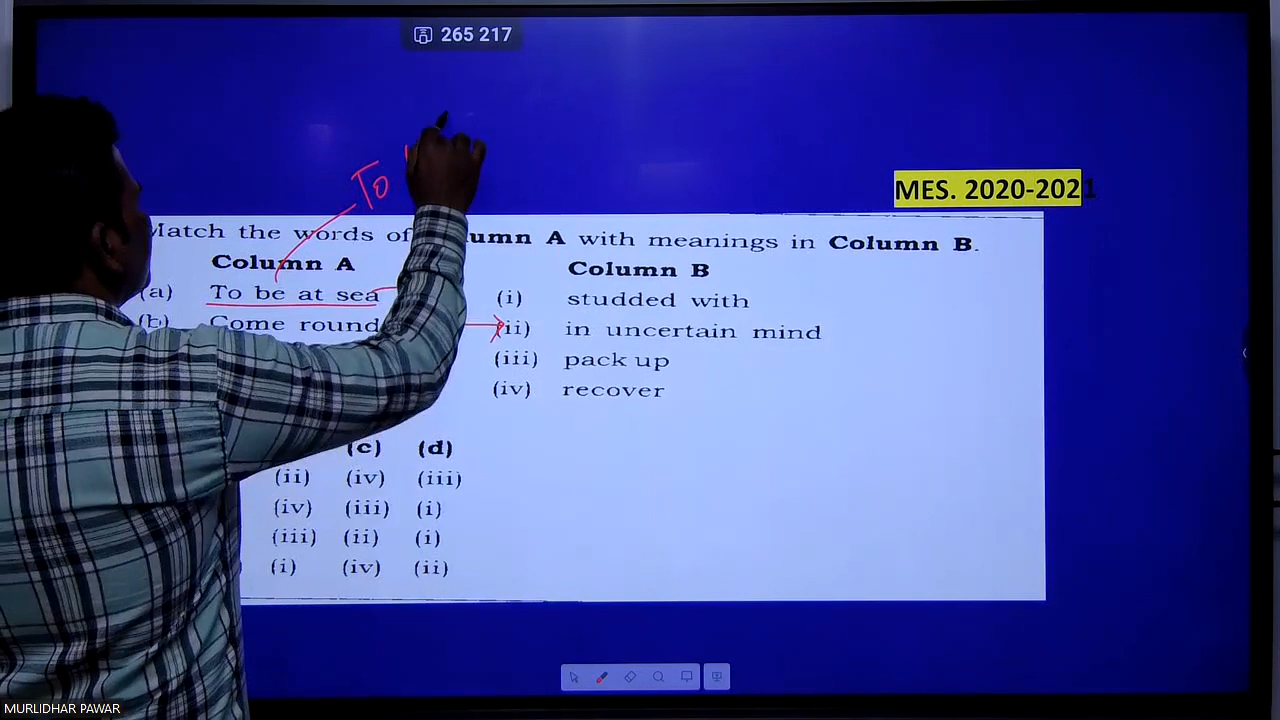 265 217
To
MES. 2020-2021
Match the words of Column A with meanings in Column B.
Column A Column B
(a) To be at sea (i) studded with
(b) Come round (ii) in uncertain mind
(iii) pack up
(iv) recover
(c) (d)
(ii) (iv) (iii)
(iv) (iii) (i)
(iii) (ii) (i)
(i) (iv) (ii)
MURLIDHAR PAWAR